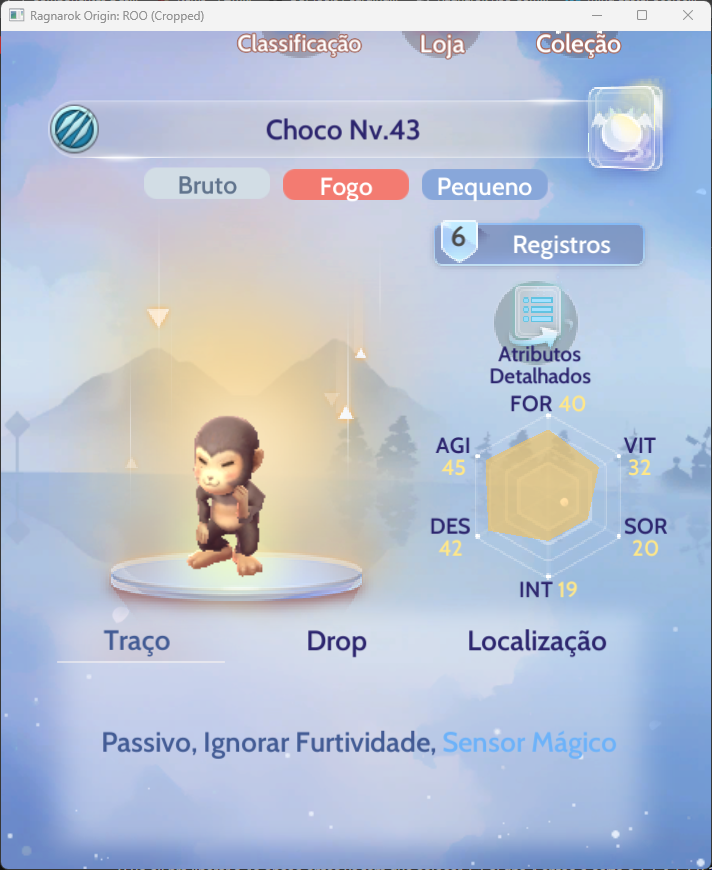 Ragnarok Origin: ROO (Cropped)
Classificação Loja Coleção
Choco Nv.43
Bruto Fogo Pequeno
6 Registros
Atributos
Detalhados
FOR 40
AGI VIT
45 32
DES SOR
42 20
INT 19
Traço Drop Localização
Passivo, Ignorar Furtividade, Sensor Mágico